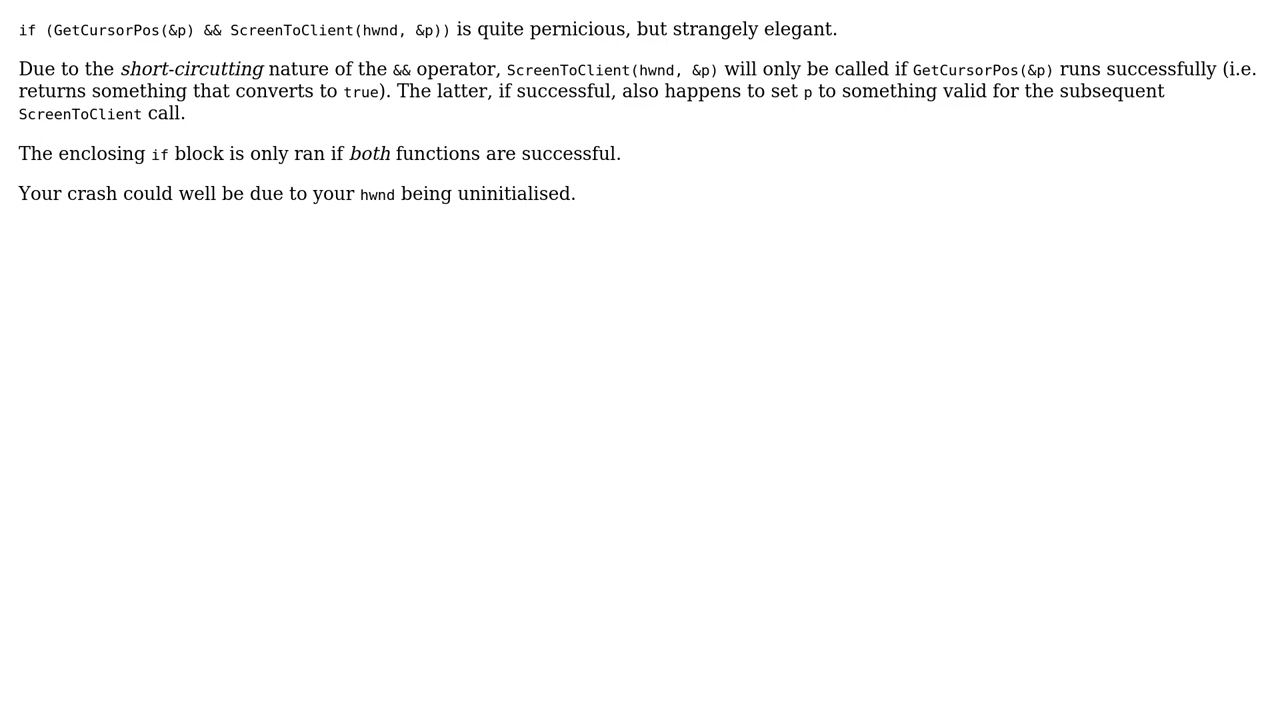 if (GetCursorPos(&p) && ScreenToClient(hwnd, &p)) is quite pernicious, but strangely elegant.
Due to the short-circutting nature of the && operator, ScreenToClient(hwnd, &p) will only be called if GetCursorPos(&p) runs successfully (i.e.
returns something that converts to true). The latter, if successful, also happens to set p to something valid for the subsequent
ScreenToClient call.
The enclosing if block is only ran if both functions are successful.
Your crash could well be due to your hwnd being uninitialised.